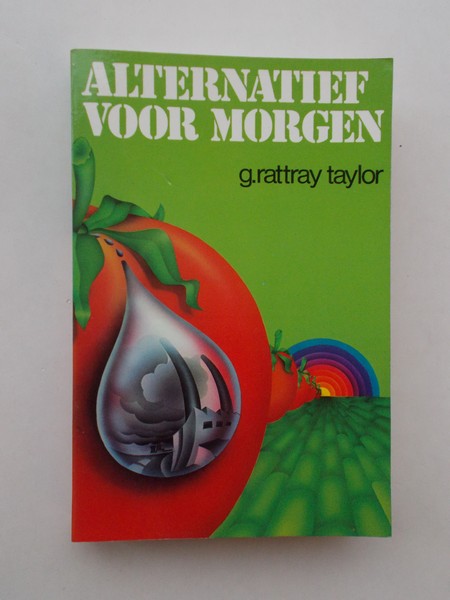 ALTERNATIEF
VOOR MORGEN
g.rattray taylor